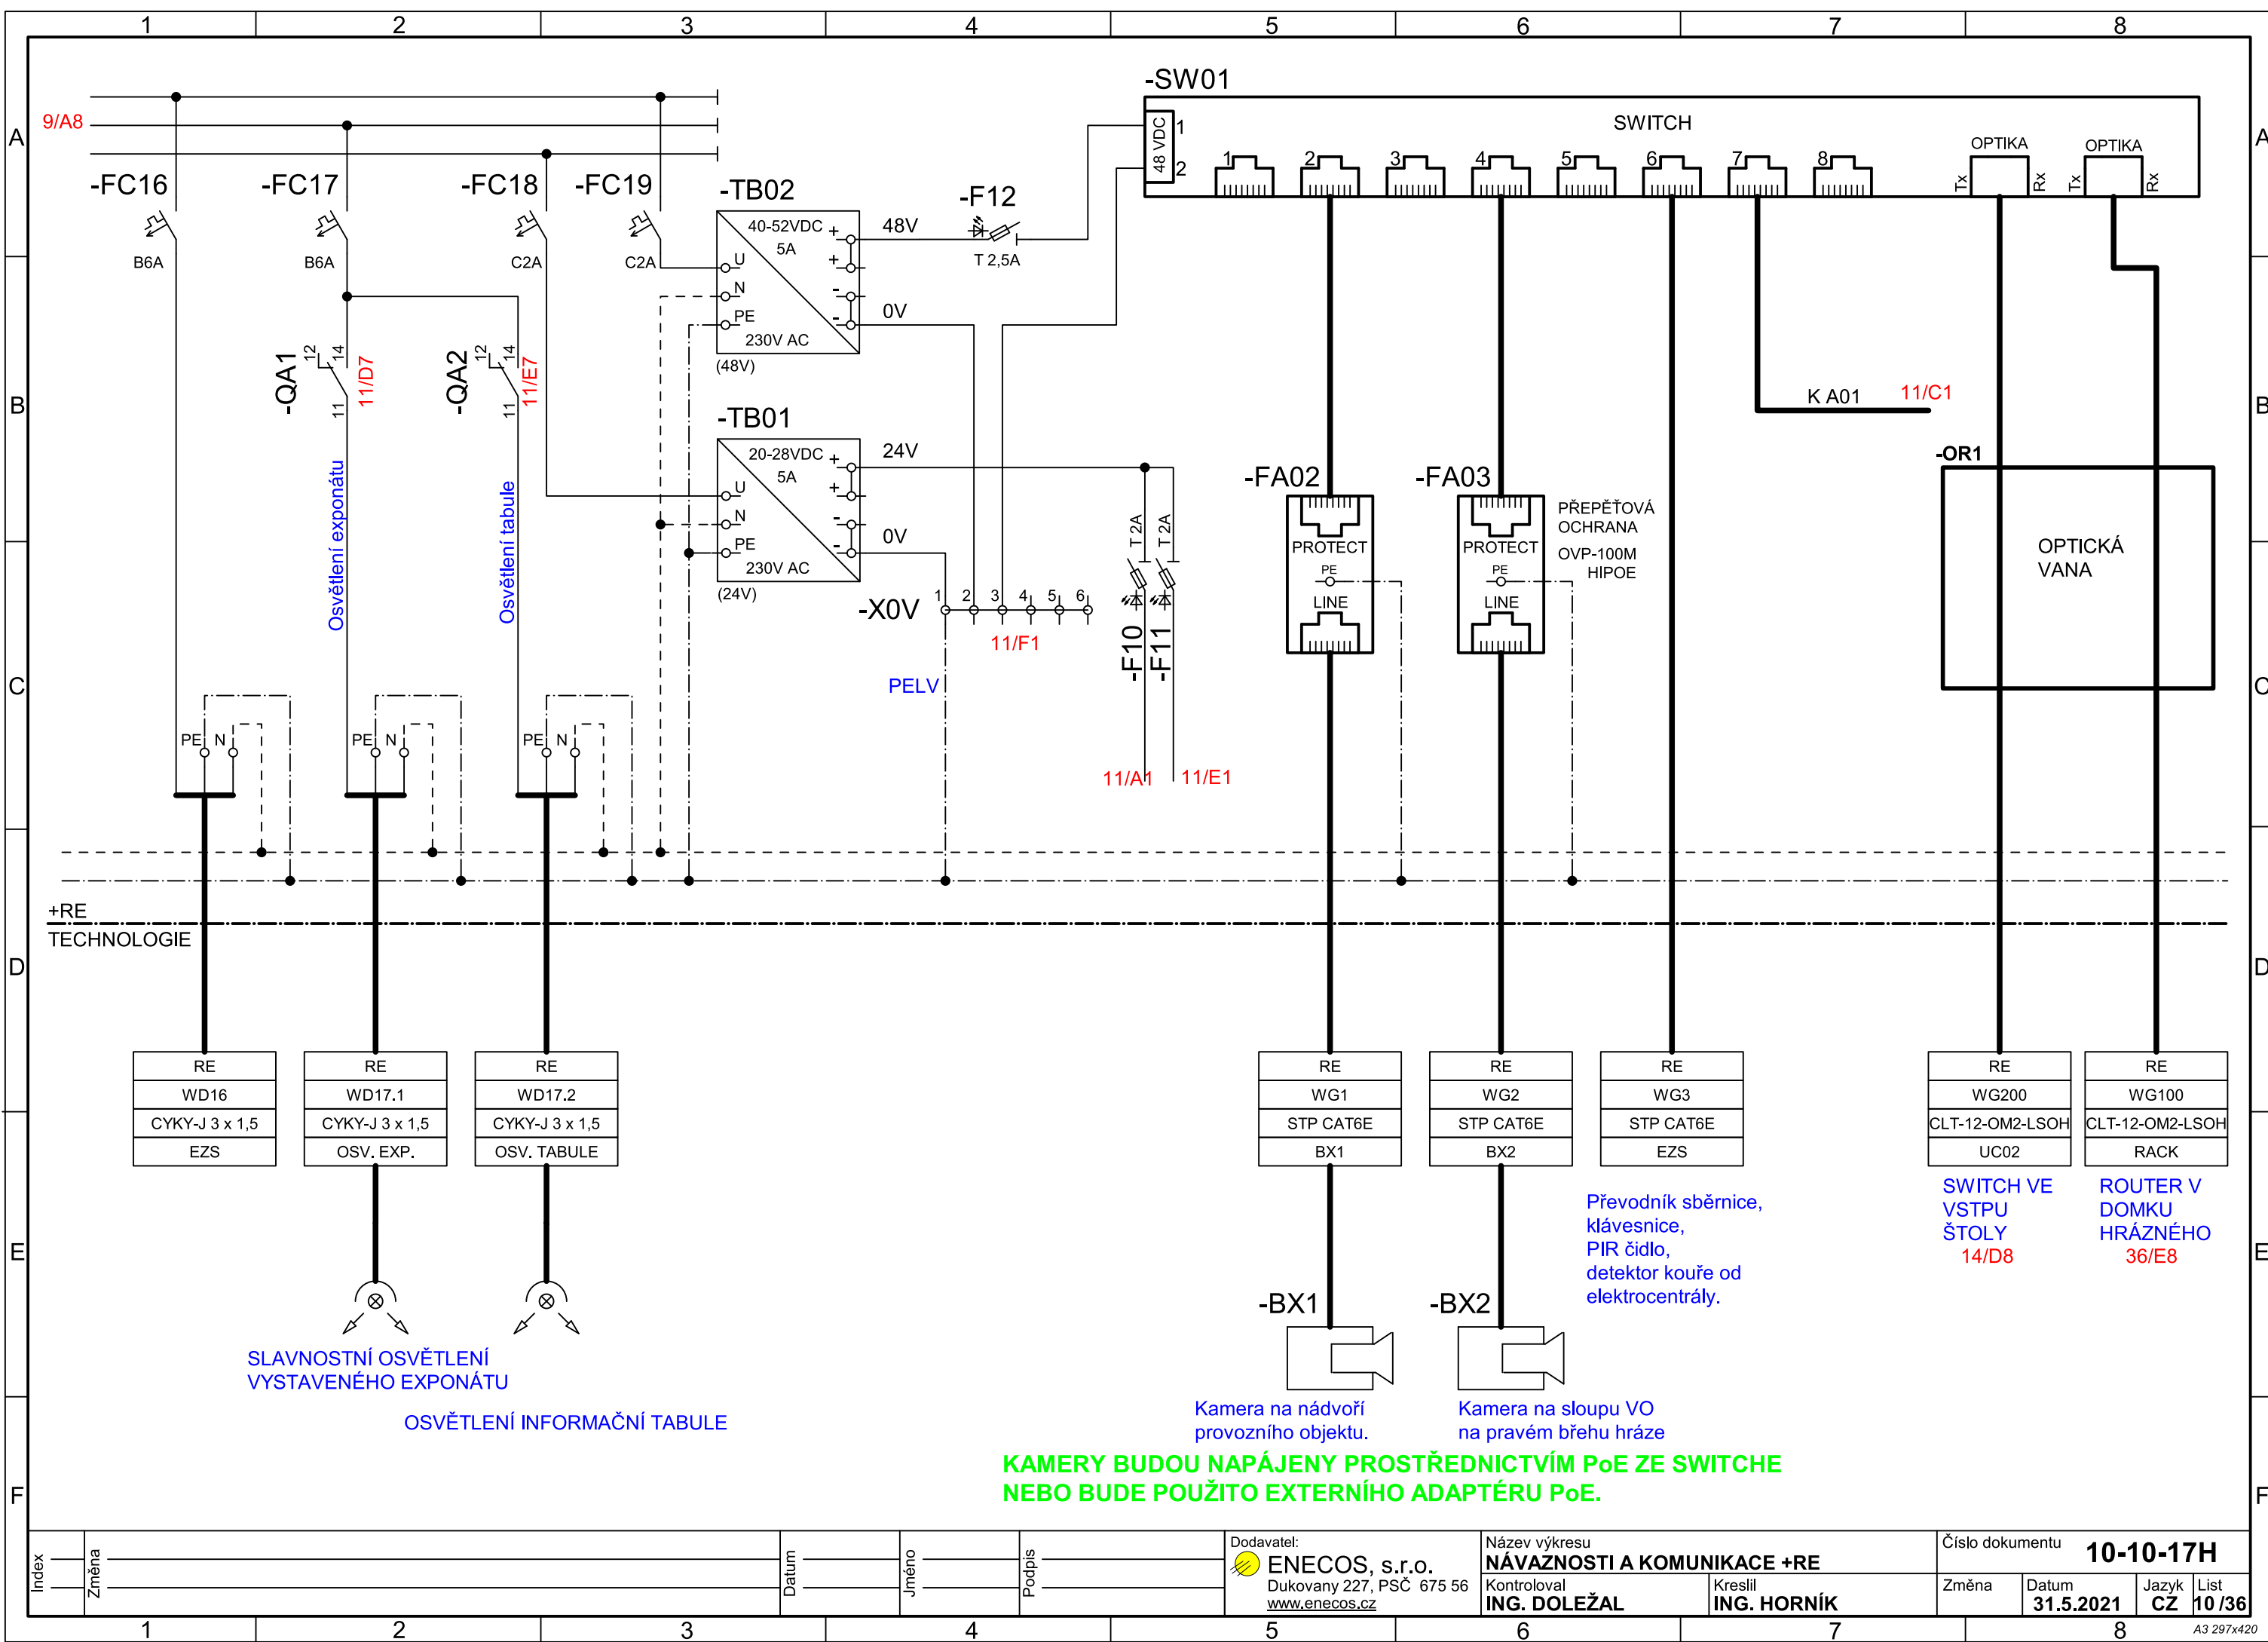 1 2 3 4 5 6 7 8
A
B
C
D
E
F
A
B
C
D
E
F
9/A8
-FC16
B6A
-FC17
B6A
-FC18
C2A
-FC19
C2A
-QA1
12
14
11
11/D7
-QA2
12
14
11
11/E7
Osvětlení exponátu
Osvětlení tabule
-TB02
40-52VDC
5A
+
+
-
-
U
N
PE
230V AC
(48V)
48V
0V
-F12
T 2,5A
-TB01
20-28VDC
5A
+
+
-
-
U
N
PE
230V AC
(24V)
24V
0V
-X0V
1 2 3 4 5 6
11/F1
PELV
T 2A
T 2A
-F10
-F11
11/A1
11/E1
-SW01
48 VDC
1
2
SWITCH
1 2 3 4 5 6 7 8
OPTIKA
Tx
Rx
OPTIKA
Tx
Rx
K A01
11/C1
-FA02
PROTECT
PE
LINE
-FA03
PROTECT
PE
LINE
PŘEPĚŤOVÁ
OCHRANA
OVP-100M
HIPOE
-OR1
OPTICKÁ
VANA
PE N
PE N
PE N
+RE
TECHNOLOGIE
RE
WD16
CYKY-J 3 x 1,5
EZS
RE
WD17.1
CYKY-J 3 x 1,5
OSV. EXP.
RE
WD17.2
CYKY-J 3 x 1,5
OSV. TABULE
RE
WG1
STP CAT6E
BX1
RE
WG2
STP CAT6E
BX2
RE
WG3
STP CAT6E
EZS
RE
WG200
CLT-12-OM2-LSOH
UC02
RE
WG100
CLT-12-OM2-LSOH
RACK
SWITCH VE
VSTPU
ŠTOLY
14/D8
ROUTER V
DOMKU
HRÁZNÉHO
36/E8
Převodník sběrnice,
klávesnice,
PIR čidlo,
detektor kouře od
elektrocentrály.
-BX1
-BX2
SLAVNOSTNÍ OSVĚTLENÍ
VYSTAVENÉHO EXPONÁTU
OSVĚTLENÍ INFORMAČNÍ TABULE
Kamera na nádvoří
provozního objektu.
Kamera na sloupu VO
na pravém břehu hráze
KAMERY BUDOU NAPÁJENY PROSTŘEDNICTVÍM PoE ZE SWITCHE
NEBO BUDE POUŽITO EXTERNÍHO ADAPTÉRU PoE.
Index
Změna
Datum
Jméno
Podpis
Dodavatel:
ENECOS, s.r.o.
Dukovany 227, PSČ 675 56
www.enecos.cz
Název výkresu
NÁVAZNOSTI A KOMUNIKACE +RE
Kontroloval
ING. DOLEŽAL
Kreslil
ING. HORNÍK
Číslo dokumentu 10-10-17H
Změna
Datum
31.5.2021
Jazyk
CZ
List
10 /36
1 2 3 4 5 6 7 8
A3 297x420